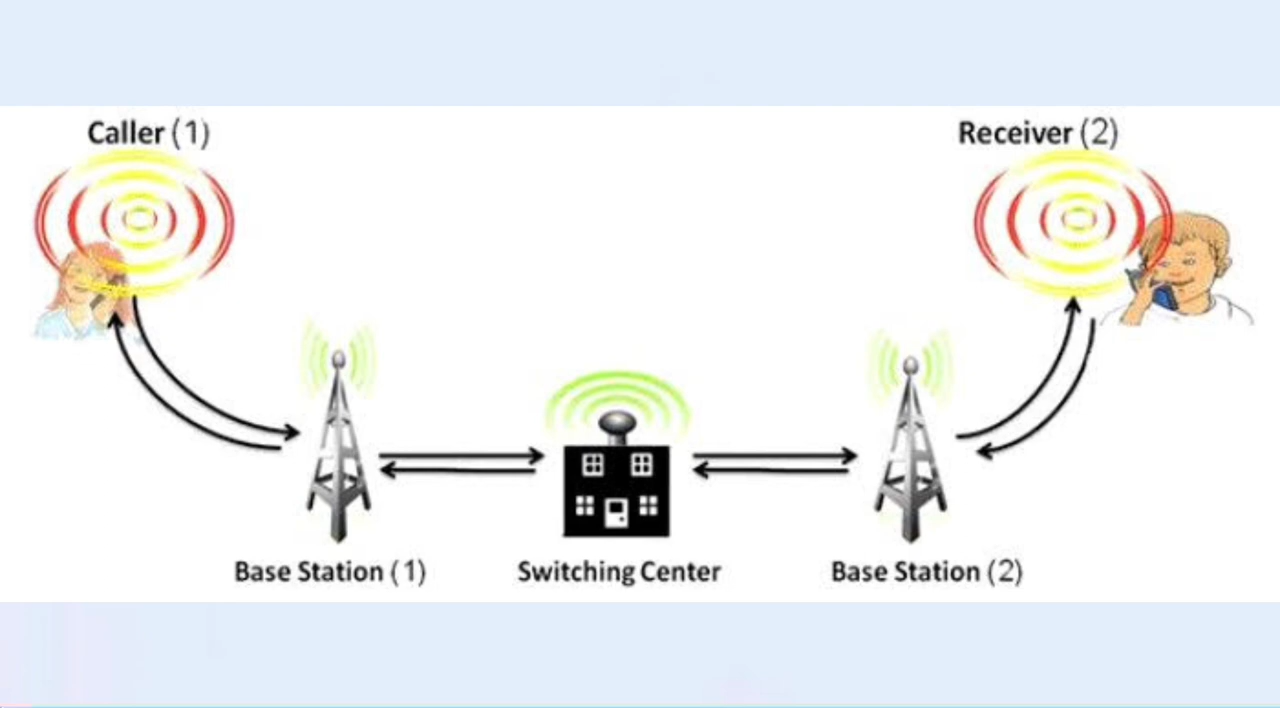 Caller (1)
Receiver (2)
Base Station (1)
Switching Center
Base Station (2)